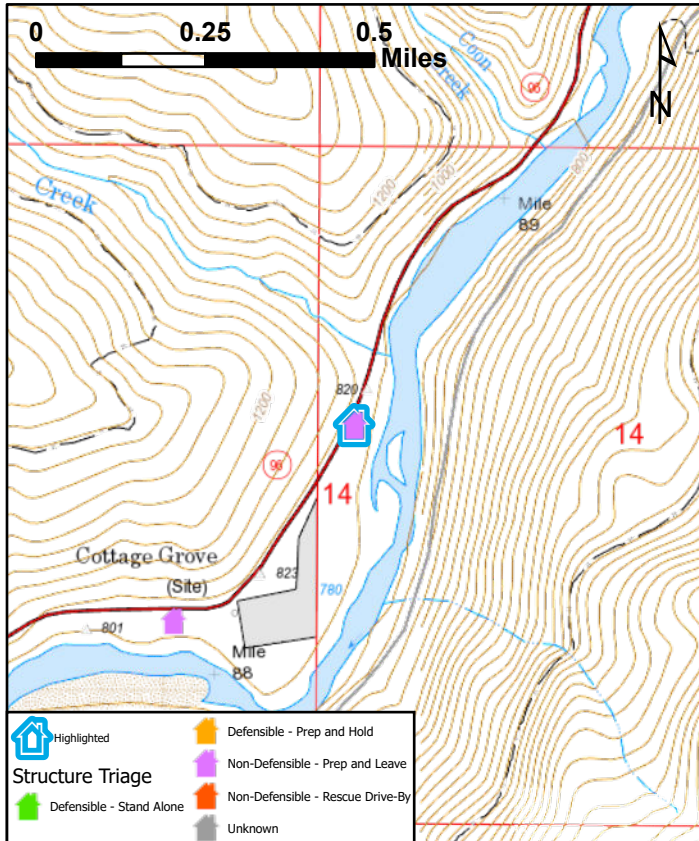 0 0.25 0.5
Miles
N
Coon
Creek
96
1200
1000
800
Creek
Mile
89
820
1200
14
96
14
Cottage Grove
(Site)
823
780
801
Mile
88
Highlighted
Structure Triage
Defensible - Stand Alone
Defensible - Prep and Hold
Non-Defensible - Prep and Leave
Non-Defensible - Rescue Drive-By
Unknown